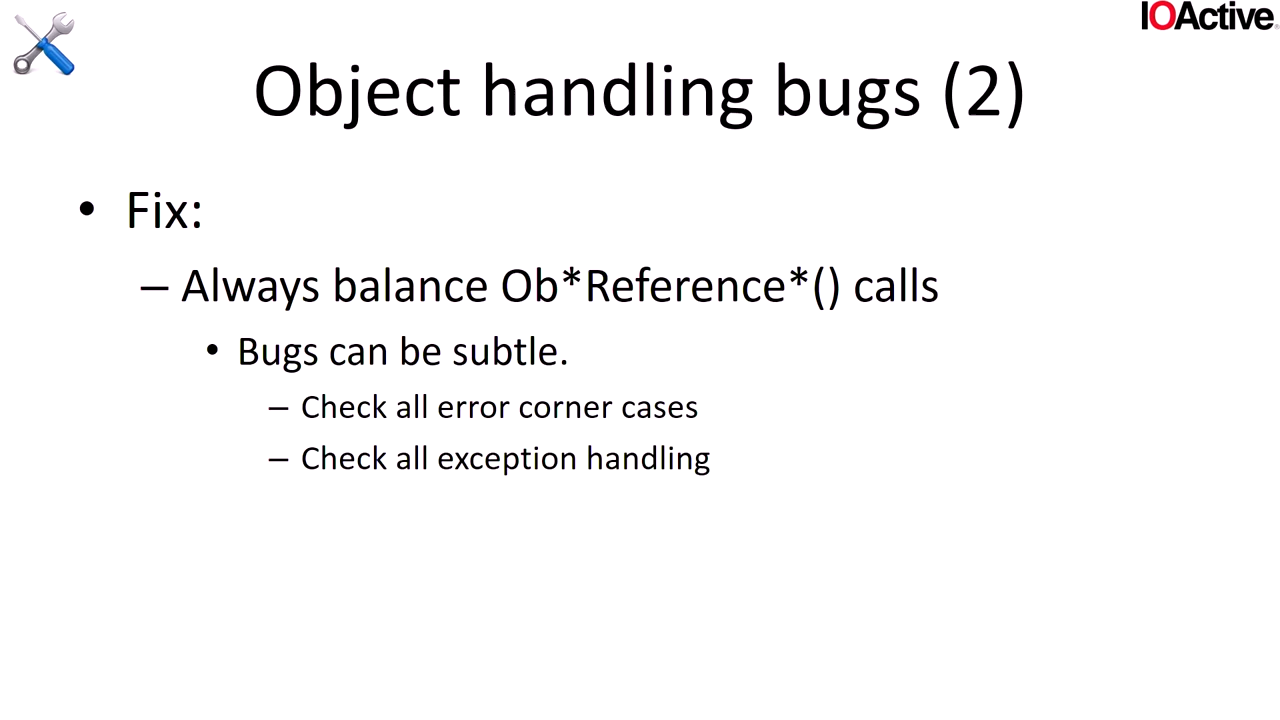 IOActive
Object handling bugs (2)
• Fix:
– Always balance Ob*Reference*() calls
• Bugs can be subtle.
– Check all error corner cases
– Check all exception handling